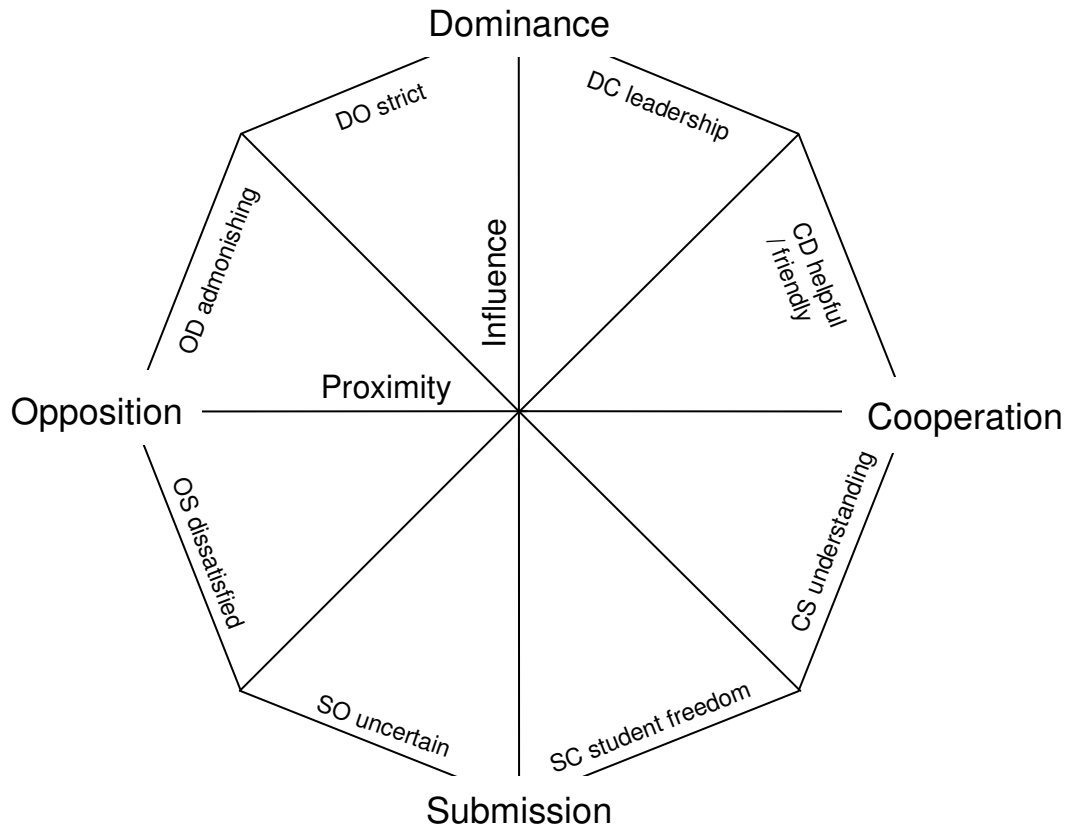 Dominance
DO strict
DC leadership
OD admonishing
Influence
CD helpful
/ friendly
Proximity
Opposition
Cooperation
OS dissatisfied
CS understanding
SO uncertain
SC student freedom
Submission